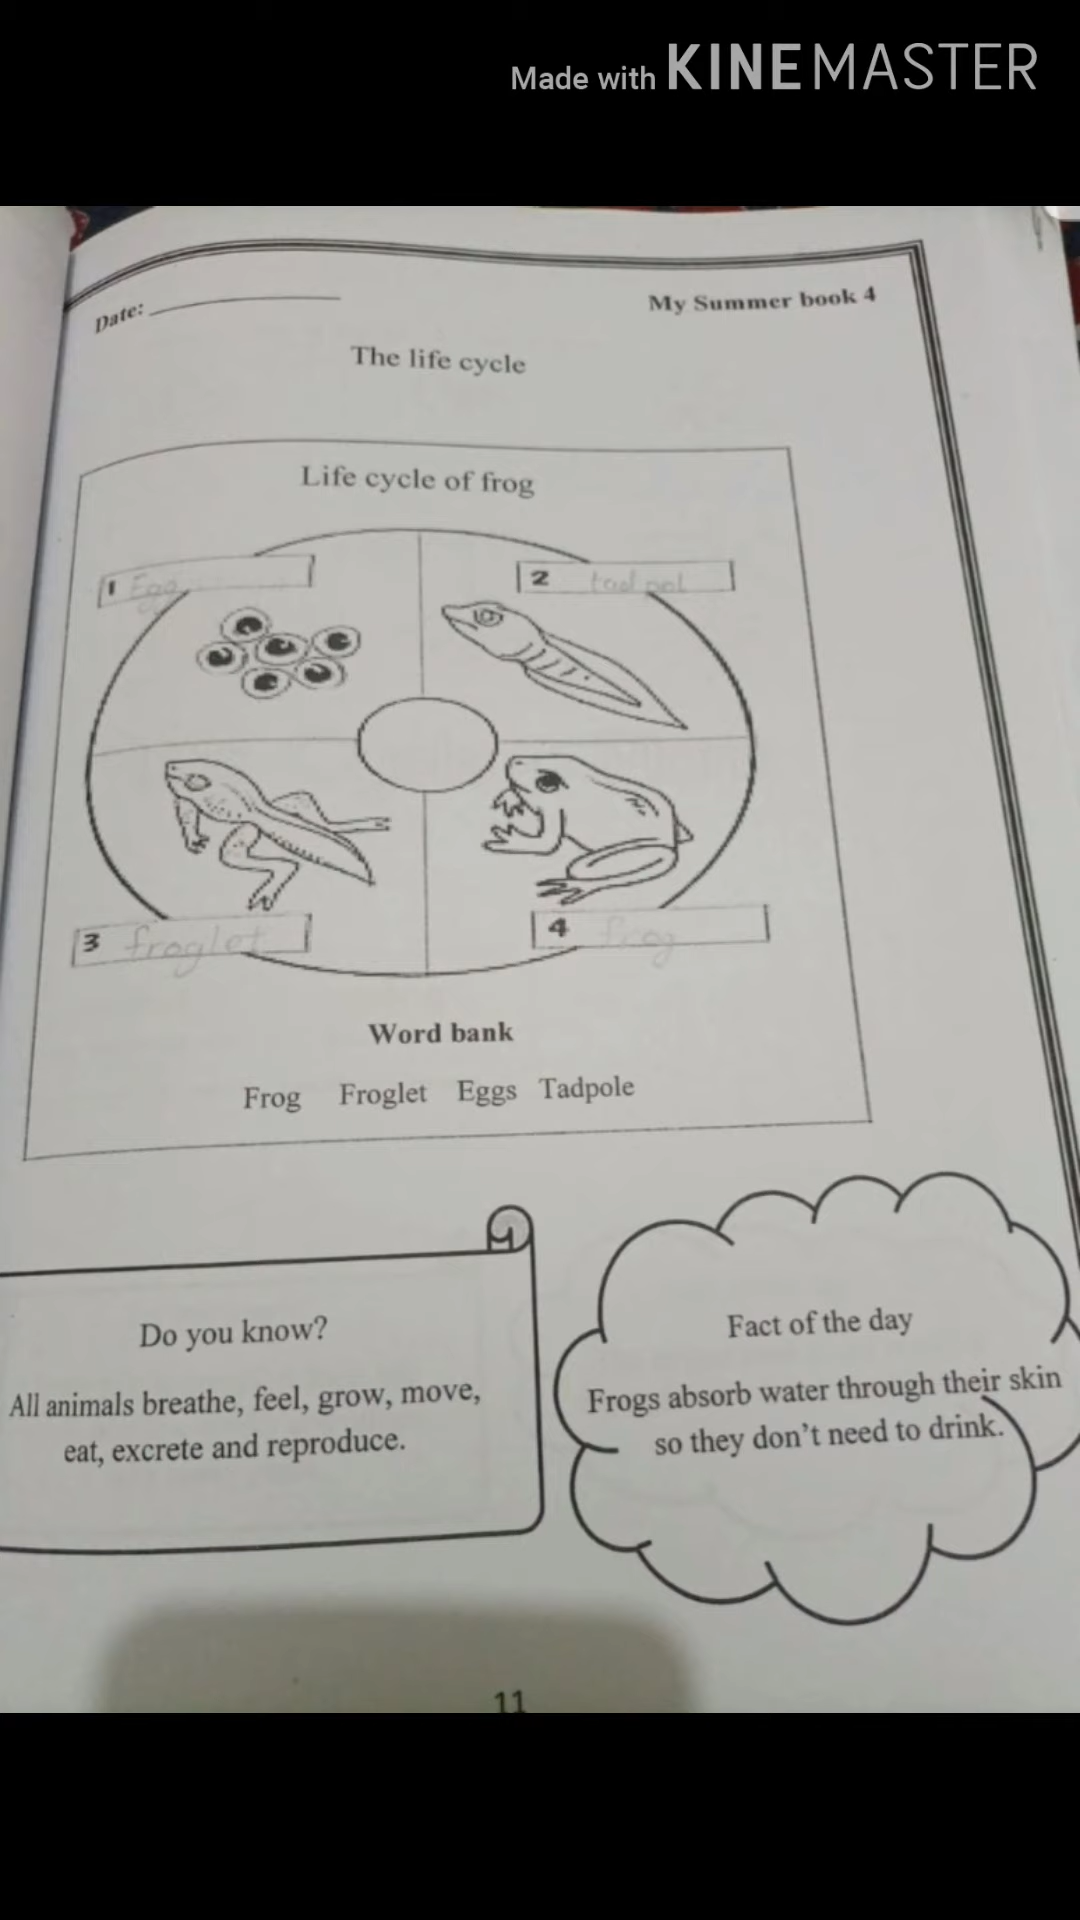 Made with KINEMASTER
Date:
My Summer book 4
The life cycle
Life cycle of frog
1 Egg
2 tad pol
3 froglet
4 frog
Word bank
Frog Froglet Eggs Tadpole
Do you know?
All animals breathe, feel, grow, move,
eat, excrete and reproduce.
Fact of the day
Frogs absorb water through their skin
so they don't need to drink.
11